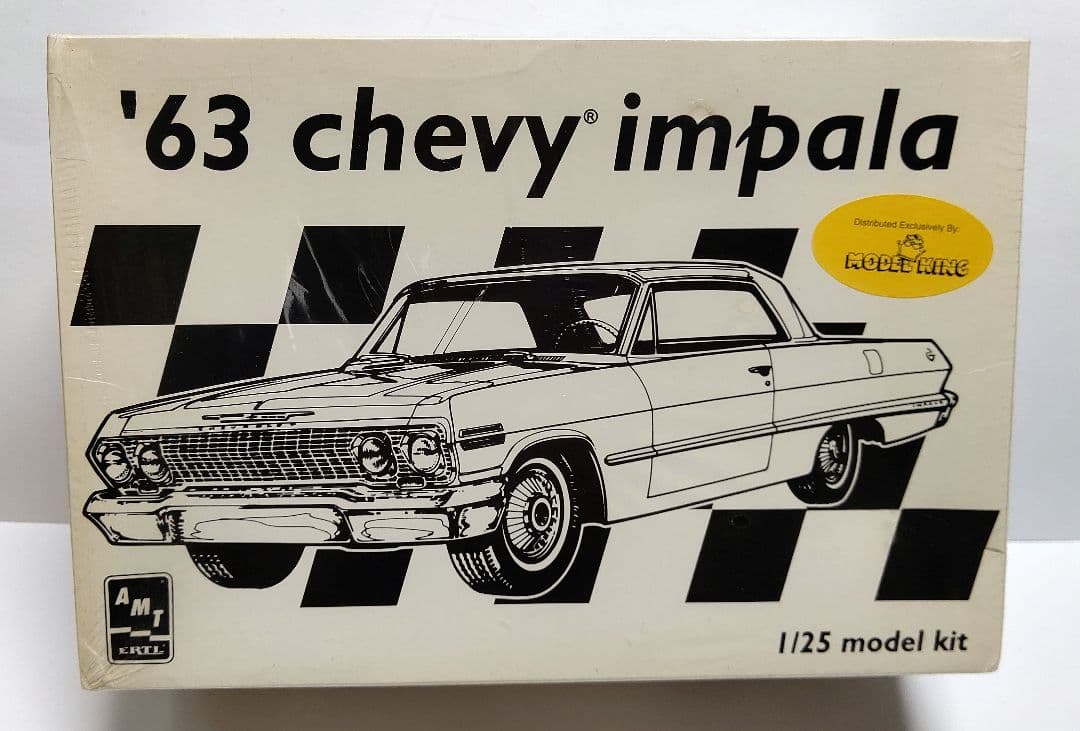 '63 chevy® impala
Distributed Exclusively By:
MODEL KING
AMT
ERTL
1/25 model kit